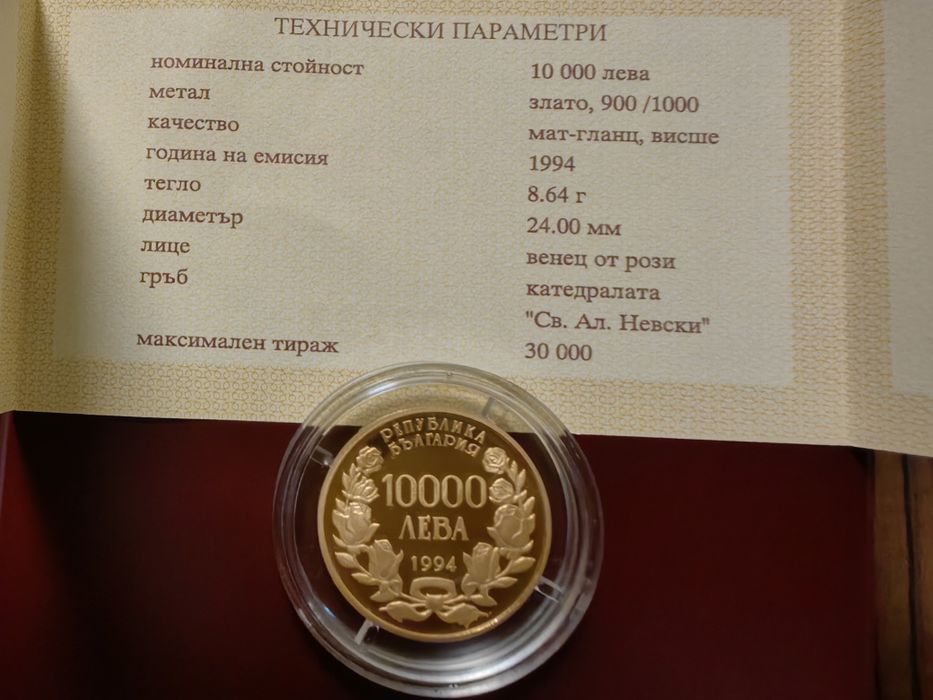 ТЕХНИЧЕСКИ ПАРАМЕТРИ
номинална стойност 10 000 лева
метал злато, 900 /1000
качество мат-гланц, висше
година на емисия 1994
тегло 8.64 г
диаметър 24.00 мм
лице венец от рози
гръб катедралата
"Св. Ал. Невски"
максимален тираж 30 000
РЕПУБЛИКА
БЪЛГАРИЯ
10000
ЛЕВА
1994